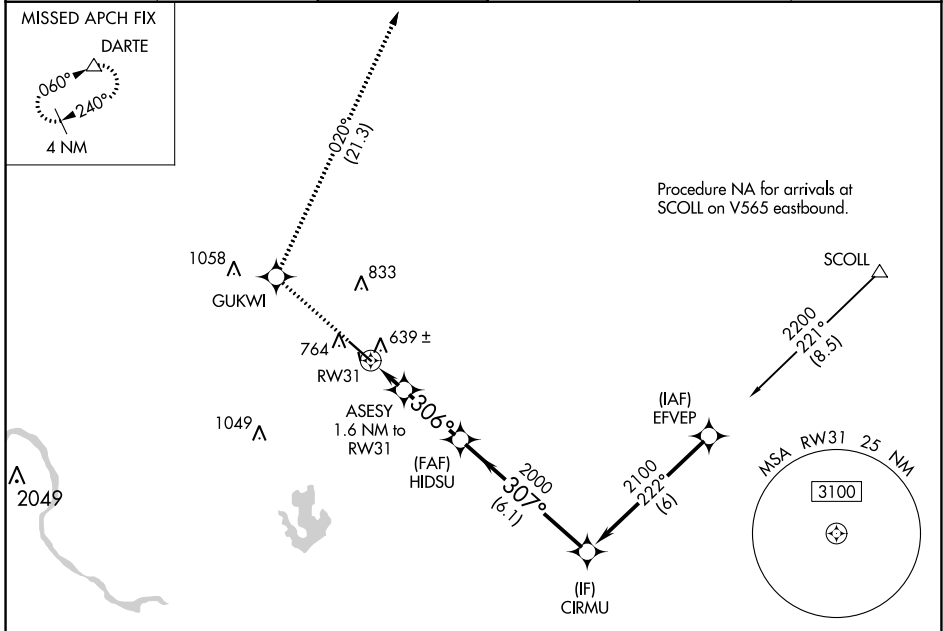 MISSED APCH FIX
DARTE
060°
240°
4 NM
020°
(21.3)
Procedure NA for arrivals at
SCOLL on V565 eastbound.
1058
833
SCOLL
GUKWI
2200
221°
(8.5)
764
639 ±
RW31
ASESY
1.6 NM to
RW31
306°
(IAF)
EFVEP
1049
(FAF)
HIDSU
2000
307°
(6.1)
2100
222°
(6)
MSA RW31 25 NM
3100
2049
(IF)
CIRMU